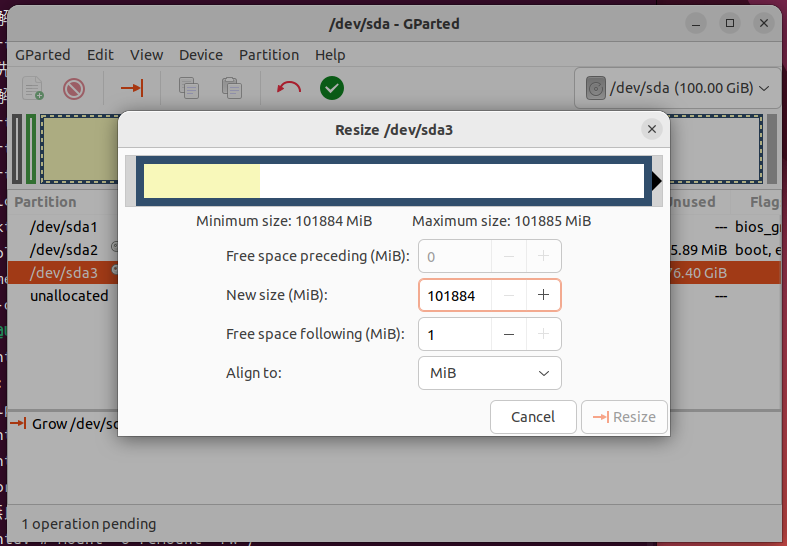 /dev/sda - GParted
GParted Edit View Device Partition Help
/dev/sda (100.00 GiB)
Resize /dev/sda3
Minimum size: 101884 MiB Maximum size: 101885 MiB
Partition Flag
/dev/sda1 --- bios_g
/dev/sda2 5.89 MiB boot, e
/dev/sda3 6.40 GiB
unallocated ---
Free space preceding (MiB): 0
New size (MiB): 101884
Free space following (MiB): 1
Align to: MiB
Cancel Resize
Grow /dev/sd
1 operation pending